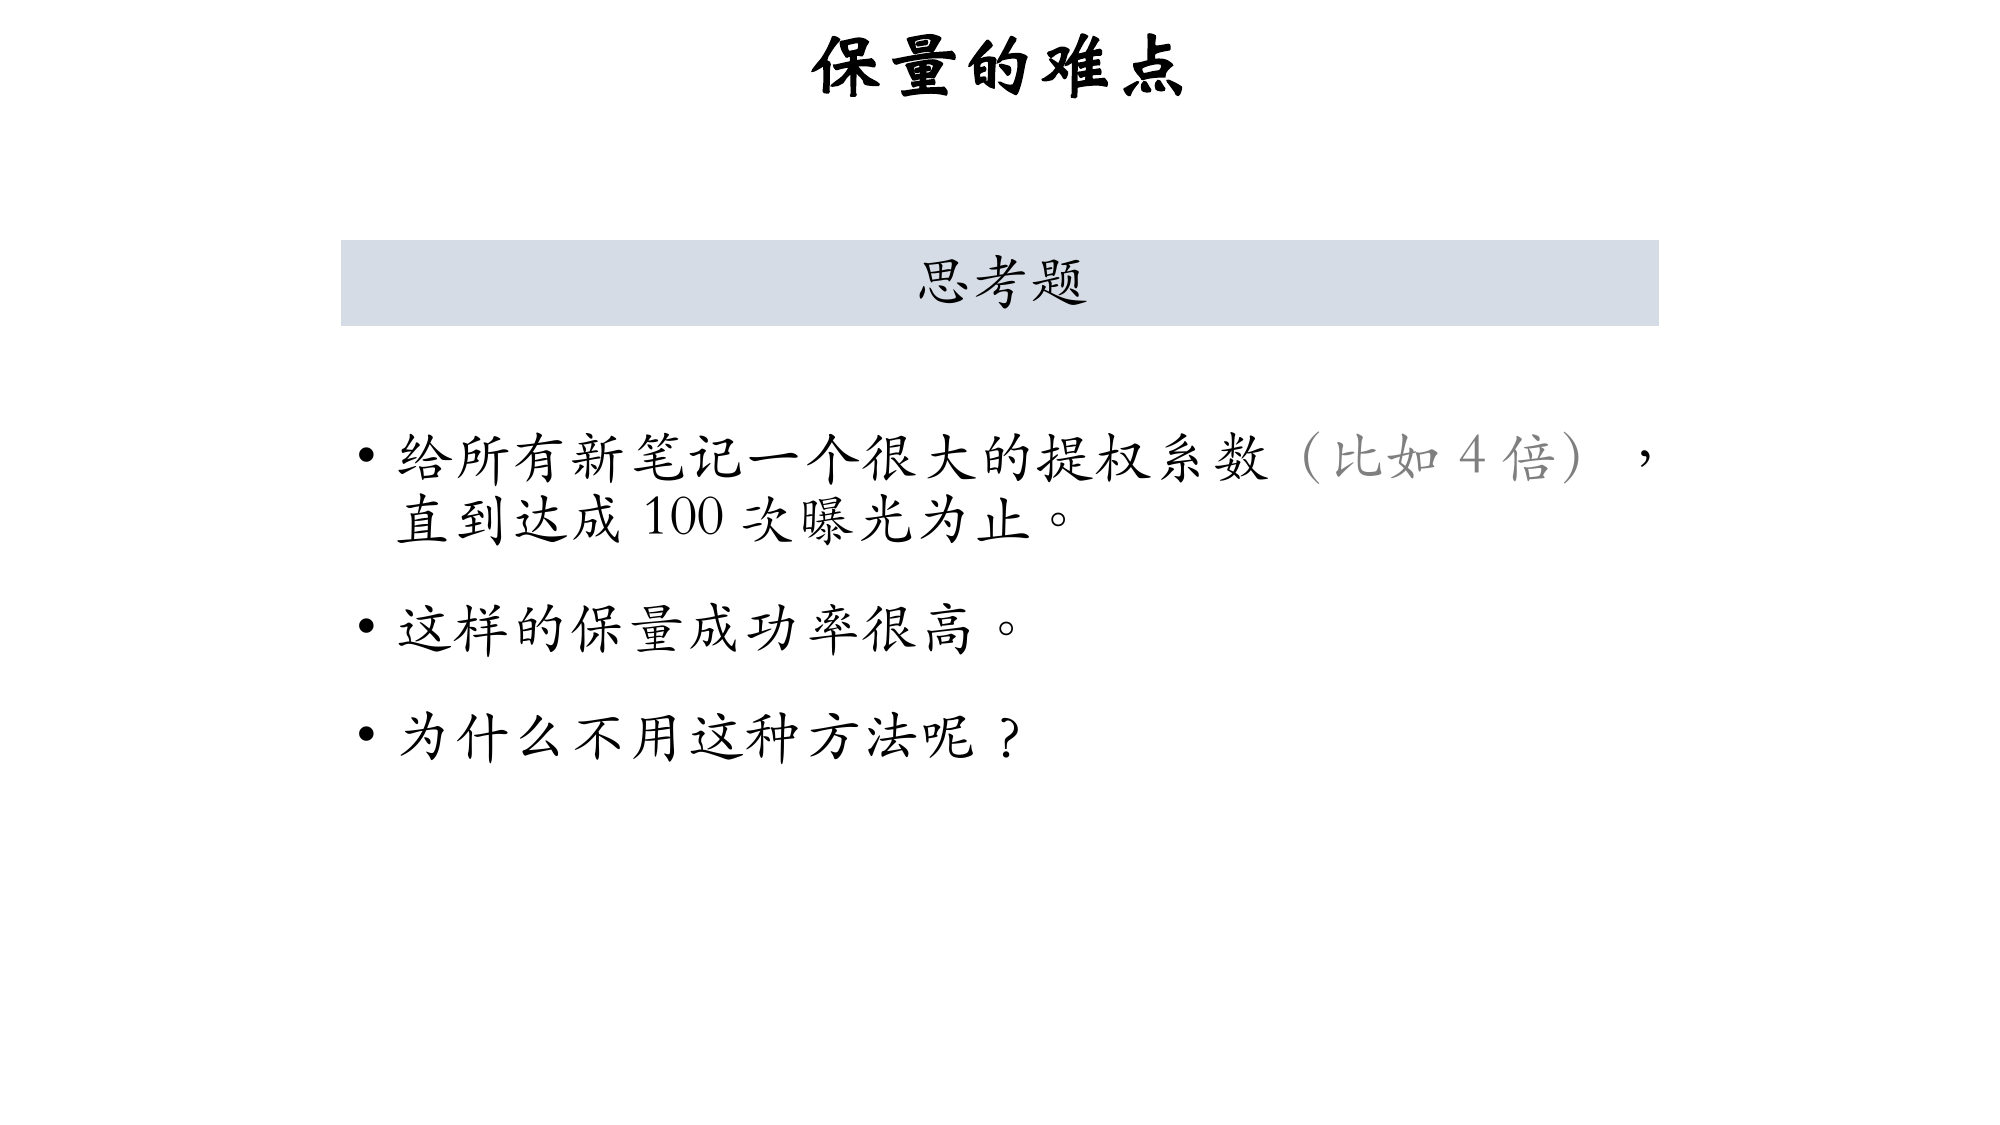 保量的难点
思考题
• 给所有新笔记一个很大的提权系数（比如 4 倍），
直到达成 100 次曝光为止。
• 这样的保量成功率很高。
• 为什么不用这种方法呢？